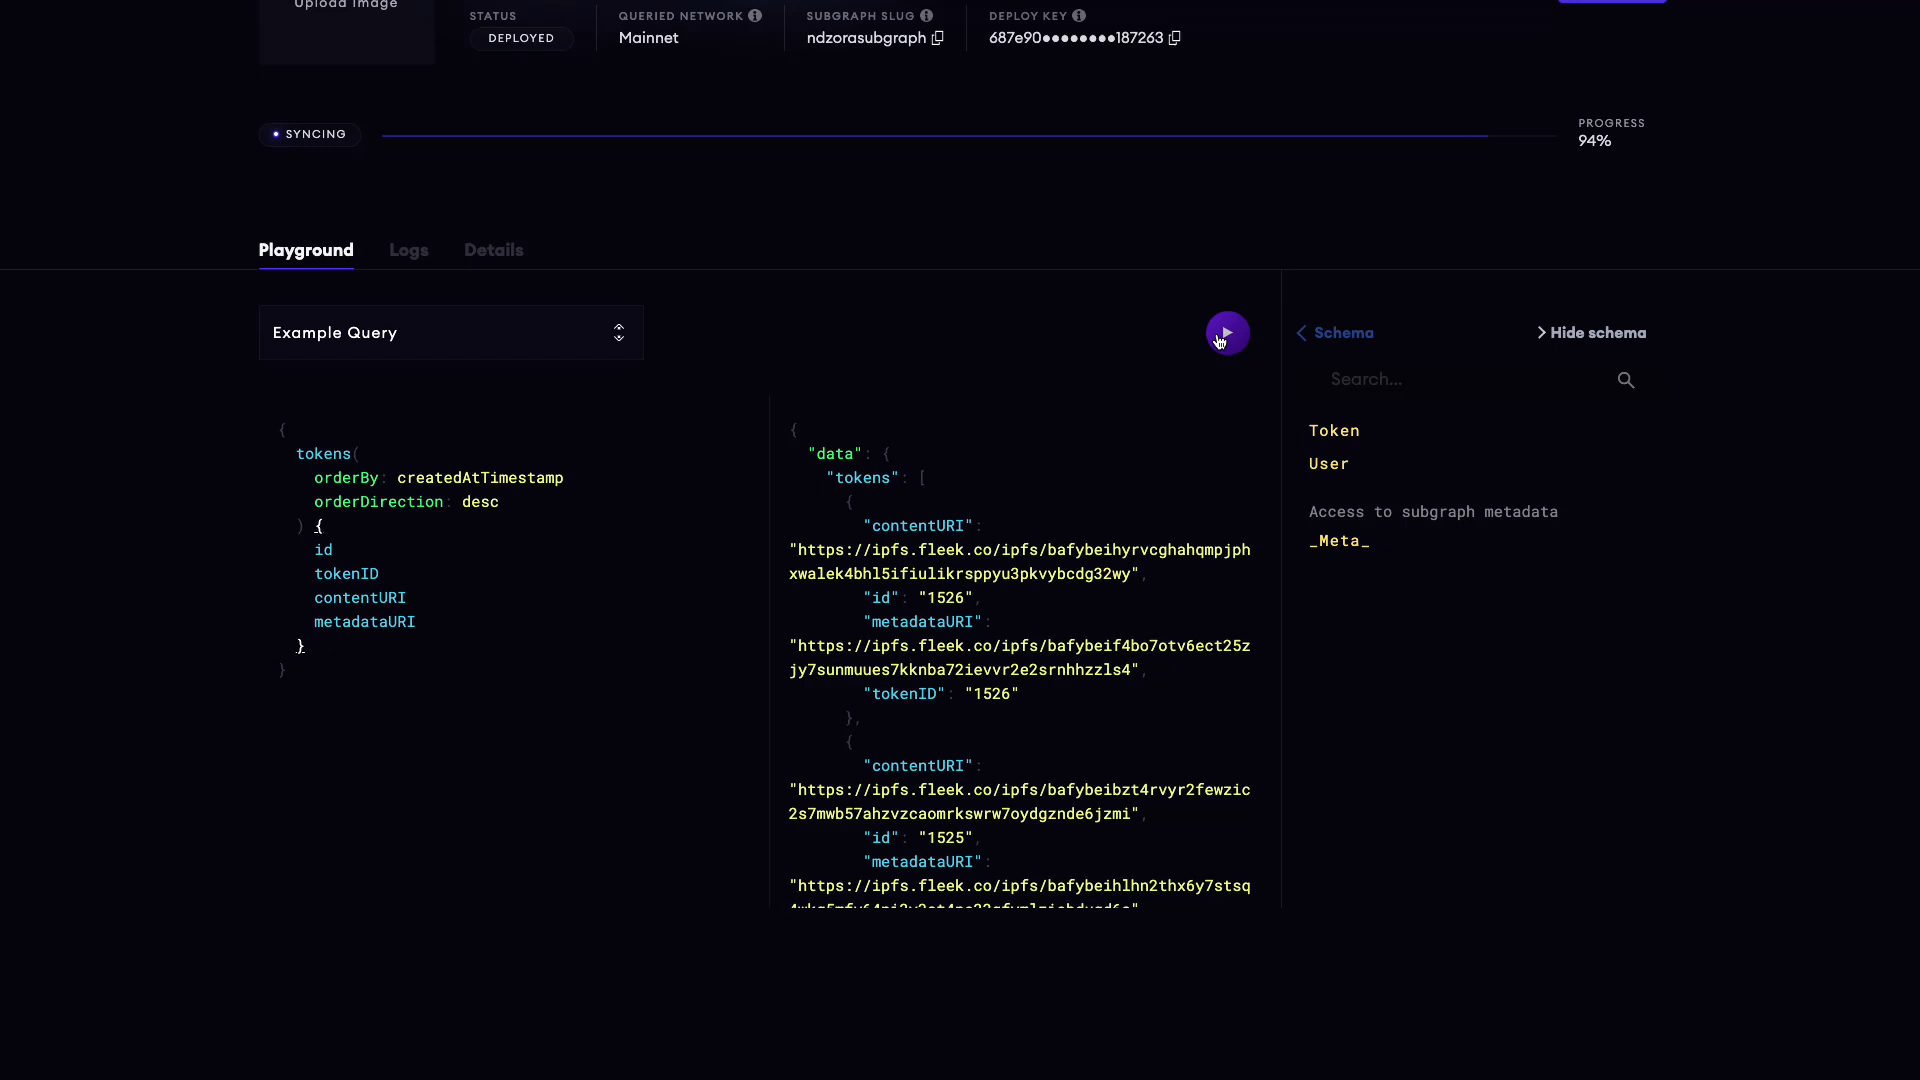 Upload Image
STATUS
DEPLOYED
QUERIED NETWORK
Mainnet
SUBGRAPH SLUG
ndzorasubgraph
DEPLOY KEY
687e90●●●●●●●●187263
SYNCING
PROGRESS
94%
Playground
Logs
Details
Example Query
{
tokens(
orderBy: createdAtTimestamp
orderDirection: desc
) {
id
tokenID
contentURI
metadataURI
}
}
{
"data": {
"tokens": [
{
"contentURI":
"https://ipfs.fleek.co/ipfs/bafybeihyrvcghahqmpjph
xwalek4bhl5ifiulikrsppyu3pkvybcdg32wy",
"id": "1526",
"metadataURI":
"https://ipfs.fleek.co/ipfs/bafybeif4bo7otv6ect25z
jy7sunmuues7kknba72ievvr2e2srnhhzzls4",
"tokenID": "1526"
},
{
"contentURI":
"https://ipfs.fleek.co/ipfs/bafybeibzt4rvyr2fewzic
2s7mwb57ahzvzcaomrkswrw7oydgznde6jzmi",
"id": "1525",
"metadataURI":
"https://ipfs.fleek.co/ipfs/bafybeihlhn2thx6y7stsq
Schema
Hide schema
Search...
Token
User
Access to subgraph metadata
_Meta_